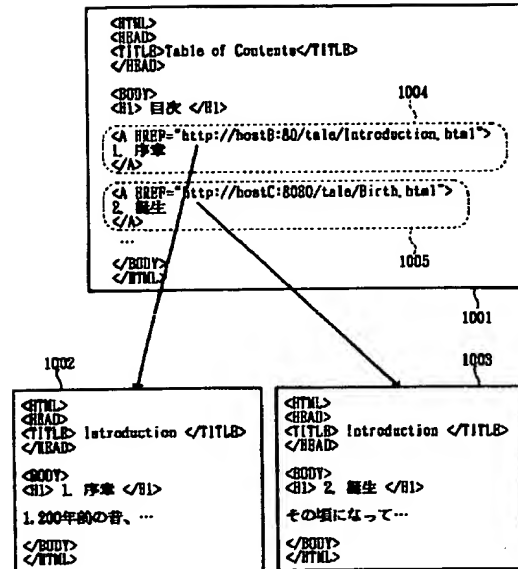 <HTML>
<HEAD>
<TITLE>Table of Contents</TITLE>
</HEAD>
<BODY>
<H1> 目次 </H1>
1004
<A HREF="http://hostB:80/tale/Introduction.html">
1. 序章
</A>
<A HREF="http://hostC:8080/tale/Birth.html">
2. 誕生
</A>
…
1005
</BODY>
</HTML>
1001
1002
<HTML>
<HEAD>
<TITLE> Introduction </TITLE>
</HEAD>
<BODY>
<H1> 1. 序章 </H1>
1.200年前の昔、…
</BODY>
</HTML>
1003
<HTML>
<HEAD>
<TITLE> Introduction </TITLE>
</HEAD>
<BODY>
<H1> 2. 誕生 </H1>
その頃になって…
</BODY>
</HTML>